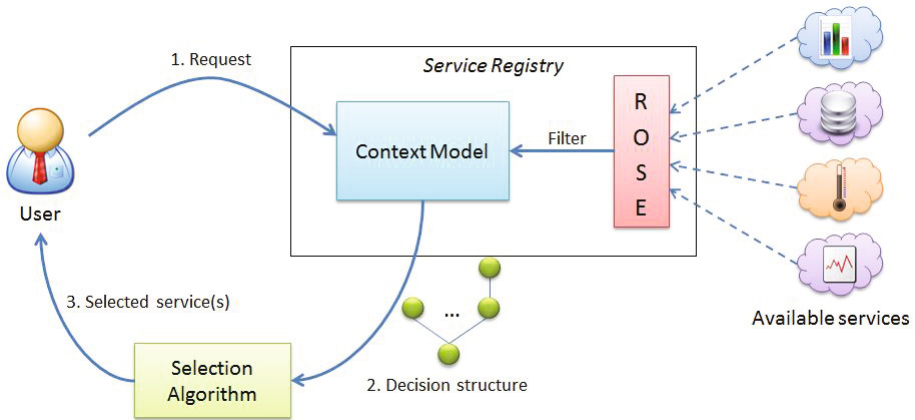 1. Request
Service Registry
R
O
S
E
Context Model
Filter
User
3. Selected service(s)
...
Available services
Selection
Algorithm
2. Decision structure